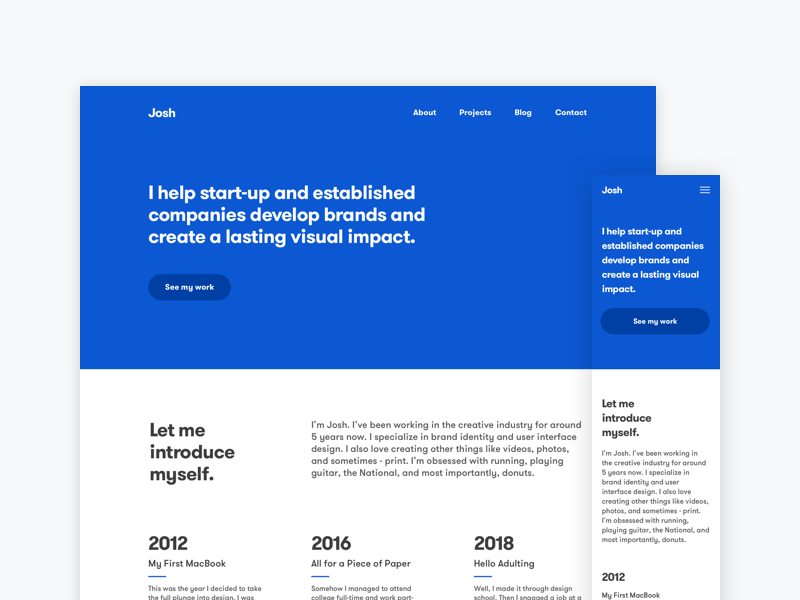 Josh
About Projects Blog Contact
I help start-up and established
companies develop brands and
create a lasting visual impact.
See my work
Let me
introduce
myself.
I'm Josh. I've been working in the creative industry for around
5 years now. I specialize in brand identity and user interface
design. I also love creating other things like videos, photos,
and sometimes - print. I'm obsessed with running, playing
guitar, the National, and most importantly, donuts.
2012
My First MacBook
This was the year I decided to take
the full plunge into design. I was
2016
All for a Piece of Paper
Somehow I managed to attend
college full-time and work part-
2018
Hello Adulting
Well, I made it through design
school. Then I snagged a job at a
Josh
I help start-up and
established companies
develop brands and
create a lasting visual
impact.
See my work
Let me
introduce
myself.
I'm Josh. I've been working in
the creative industry for around
5 years now. I specialize in
brand identity and user
interface design. I also love
creating other things like videos,
photos, and sometimes - print.
I'm obsessed with running,
playing guitar, the National, and
most importantly, donuts.
2012
My First MacBook